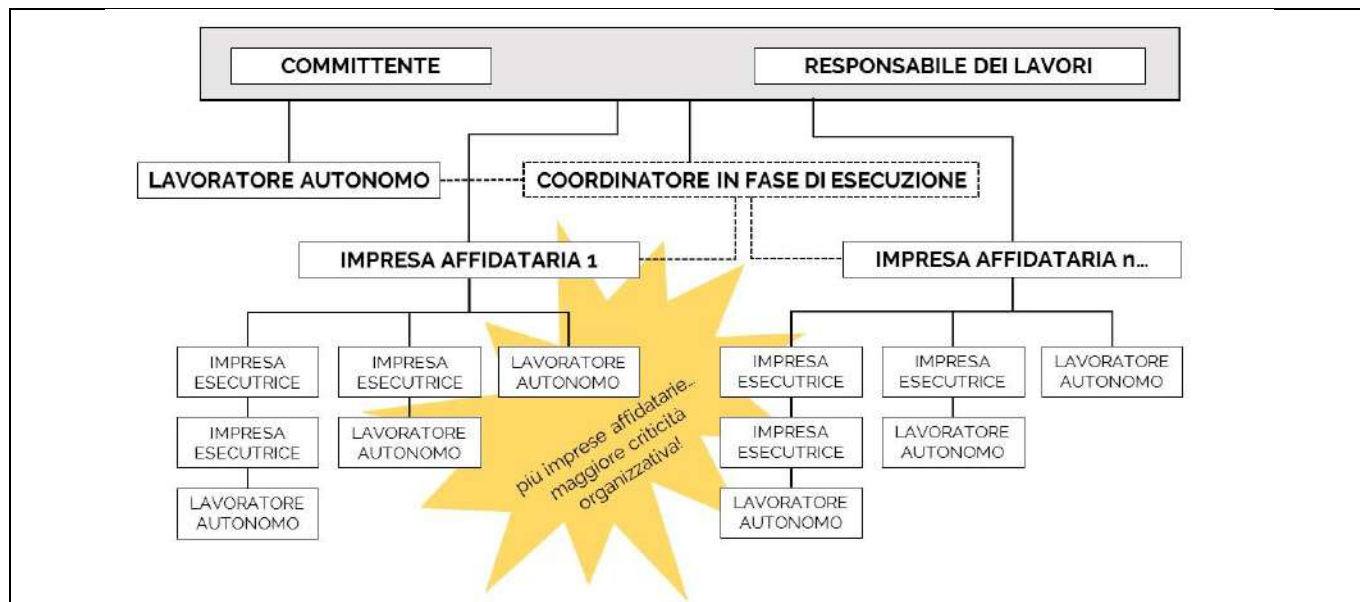 COMMITTENTE
RESPONSABILE DEI LAVORI
LAVORATORE AUTONOMO
COORDINATORE IN FASE DI ESECUZIONE
IMPRESA AFFIDATARIA 1
IMPRESA AFFIDATARIA n...
IMPRESA
ESECUTRICE
IMPRESA
ESECUTRICE
LAVORATORE
AUTONOMO
IMPRESA
ESECUTRICE
LAVORATORE
AUTONOMO
LAVORATORE
AUTONOMO
più imprese affidatarie...
maggiore criticità
organizzativa!
IMPRESA
ESECUTRICE
IMPRESA
ESECUTRICE
LAVORATORE
AUTONOMO
IMPRESA
ESECUTRICE
LAVORATORE
AUTONOMO
LAVORATORE
AUTONOMO